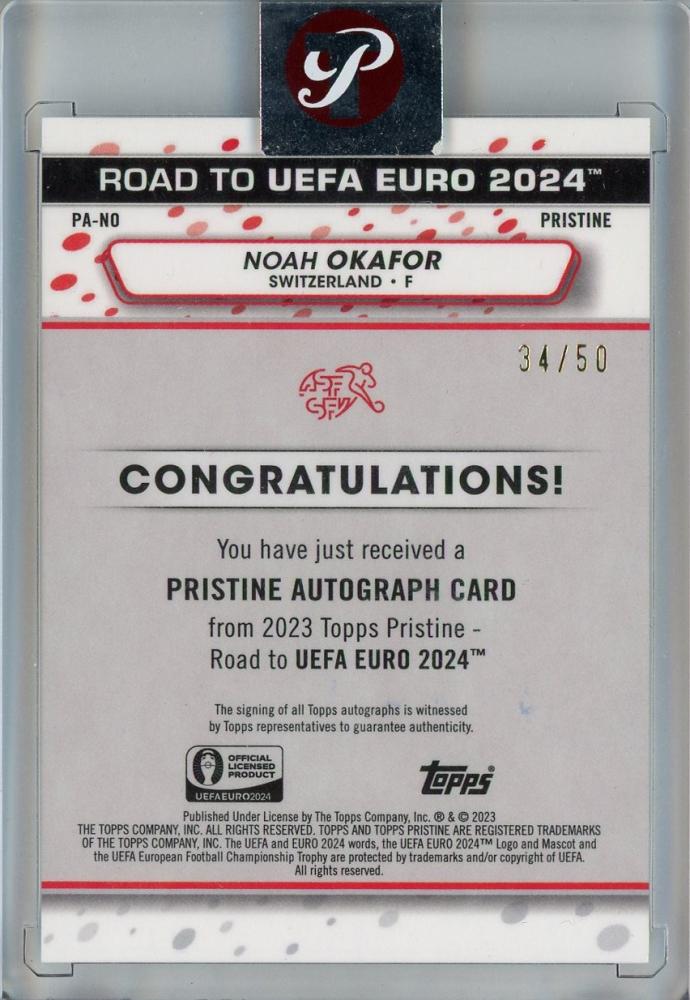 P
ROAD TO UEFA EURO 2024™
PA-NO
PRISTINE
NOAH OKAFOR
SWITZERLAND • F
34/50
ASF
SFV
CONGRATULATIONS!
You have just received a
PRISTINE AUTOGRAPH CARD
from 2023 Topps Pristine -
Road to UEFA EURO 2024™
The signing of all Topps autographs is witnessed
by Topps representatives to guarantee authenticity.
OFFICIAL
LICENSED
PRODUCT
UEFAEURO2024
Topps®
Published Under License by The Topps Company, Inc. ® & © 2023
THE TOPPS COMPANY, INC. ALL RIGHTS RESERVED. TOPPS AND TOPPS PRISTINE ARE REGISTERED TRADEMARKS
OF THE TOPPS COMPANY, INC. The UEFA and EURO 2024 words, the UEFA EURO 2024™ Logo and Mascot and
the UEFA European Football Championship Trophy are protected by trademarks and/or copyright of UEFA.
All rights reserved.